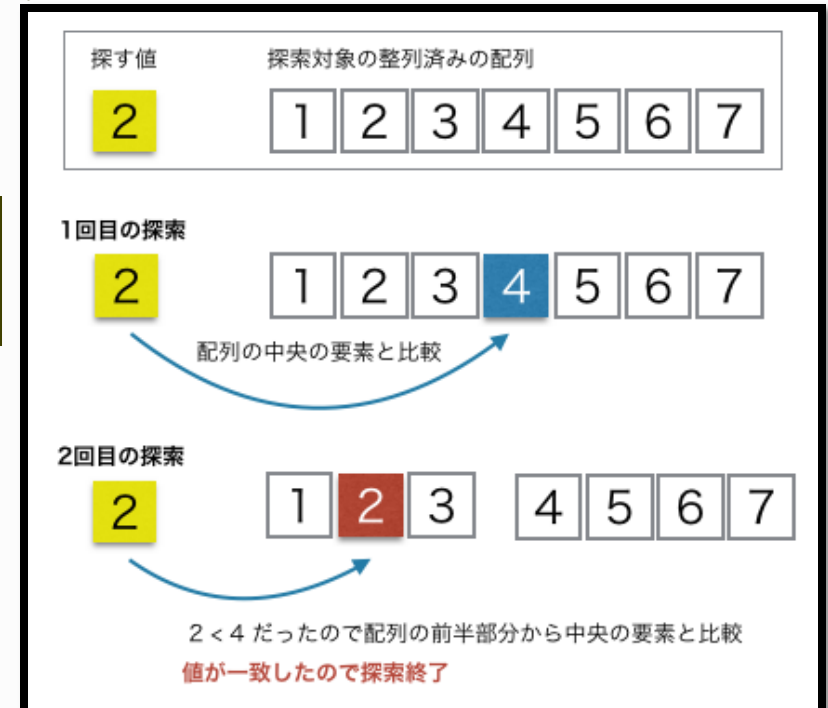 探す値 探索対象の整列済みの配列
2 1 2 3 4 5 6 7
1回目の探索
2 1 2 3 4 5 6 7
配列の中央の要素と比較
2回目の探索
2 1 2 3 4 5 6 7
2 < 4 だったので配列の前半部分から中央の要素と比較
値が一致したので探索終了